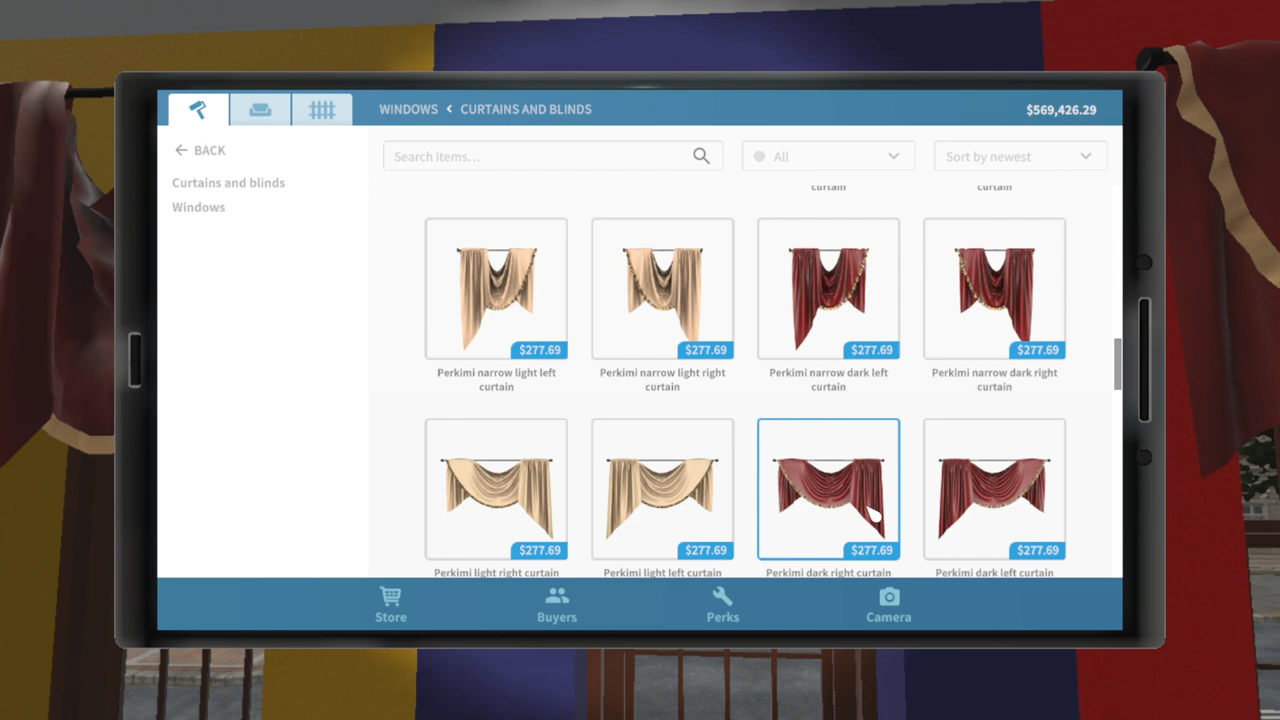 WINDOWS < CURTAINS AND BLINDS
$569,426.29
BACK
Curtains and blinds
Windows
Search items...
All
Sort by newest
curtain
curtain
$277.69
$277.69
$277.69
$277.69
Perkimi narrow light left
curtain
Perkimi narrow light right
curtain
Perkimi narrow dark left
curtain
Perkimi narrow dark right
curtain
$277.69
$277.69
$277.69
$277.69
Perkimi light right curtain
Perkimi light left curtain
Perkimi dark right curtain
Perkimi dark left curtain
Store
Buyers
Perks
Camera